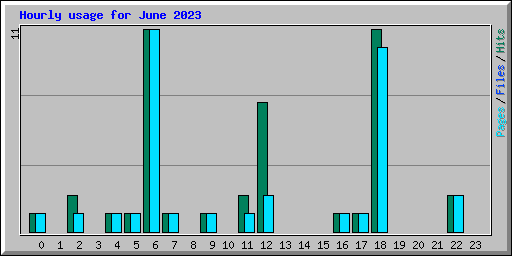 Hourly usage for June 2023
11
Pages/Files/Hits
0 1 2 3 4 5 6 7 8 9 10 11 12 13 14 15 16 17 18 19 20 21 22 23